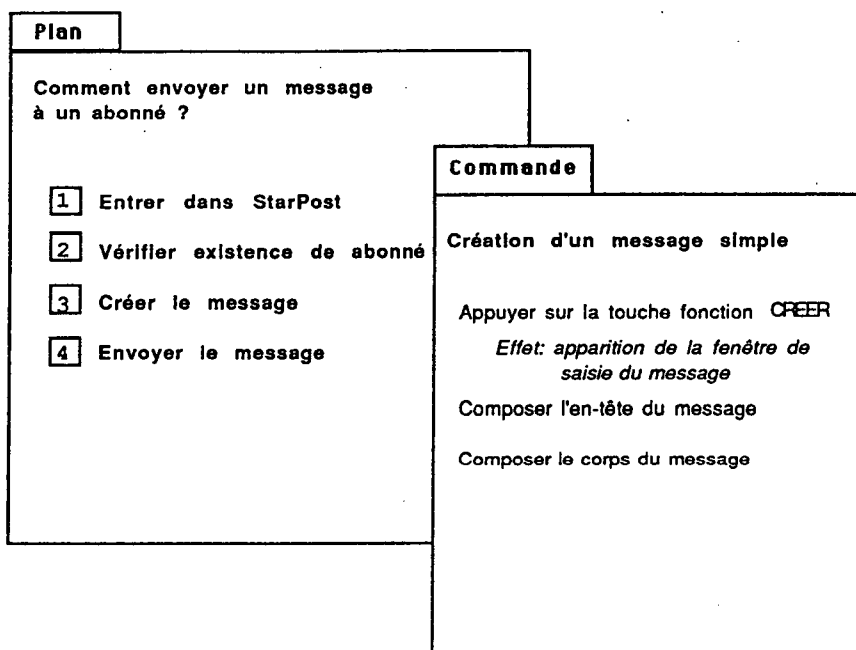 Plan
Comment envoyer un message
à un abonné ?
1 Entrer dans StarPost
2 Vérifier existence de abonné
3 Créer le message
4 Envoyer le message
Commande
Création d'un message simple
Appuyer sur la touche fonction CREER
Effet: apparition de la fenêtre de
saisie du message
Composer l'en-tête du message
Composer le corps du message